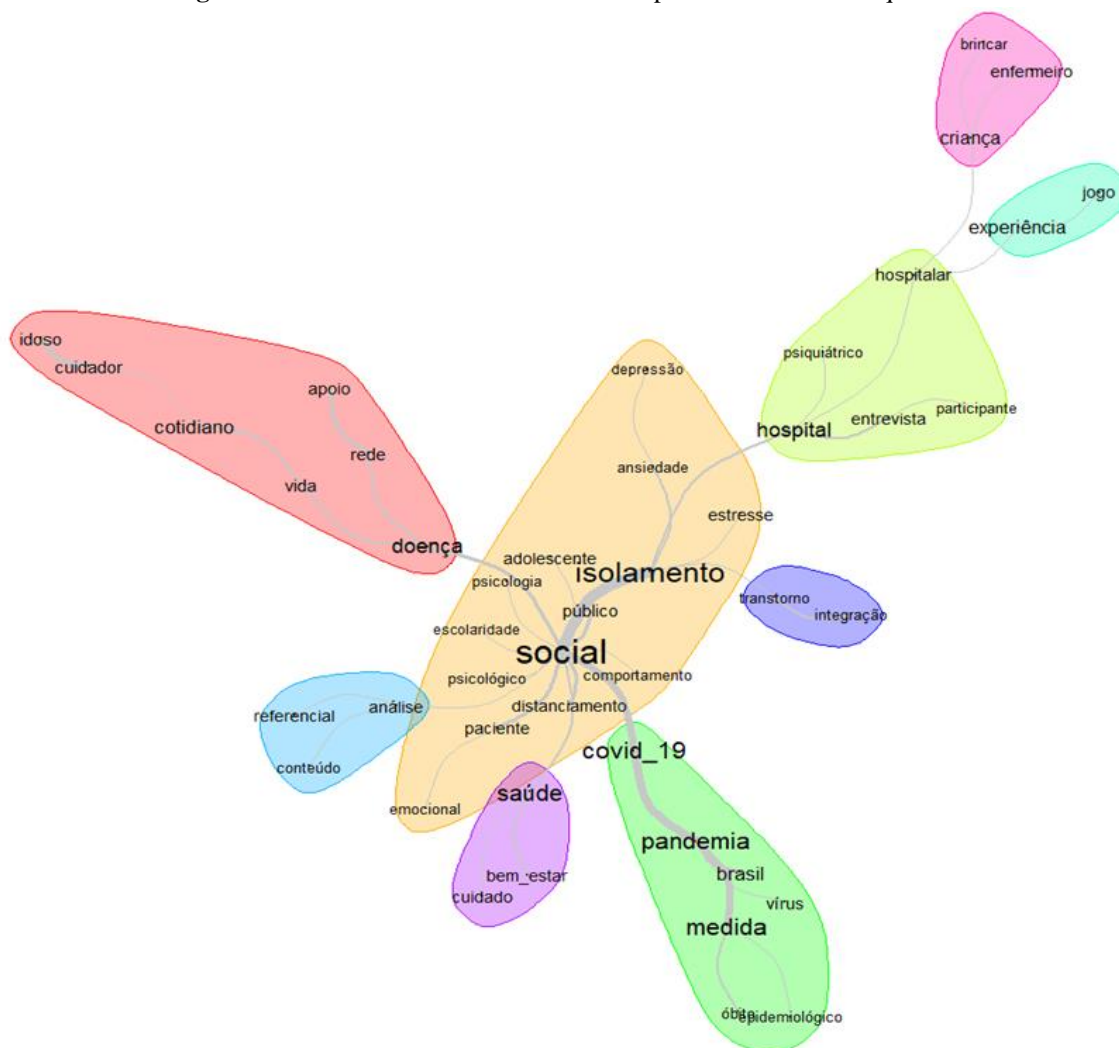 brincar
enfermeiro
criança
jogo
experiência
hospitalar
idoso
cuidador
psiquiátrico
depressão
apoio
participante
entrevista
cotidiano
hospital
rede
ansiedade
vida
estresse
doença
adolescente
isolamento
psicologia
transtorno
público
integração
escolaridade
social
comportamento
psicológico
distanciamento
análise
referencial
paciente
covid_19
conteúdo
saúde
emocional
pandemia
brasil
bem_estar
cuidado
vírus
medida
óbito
epidemiológico